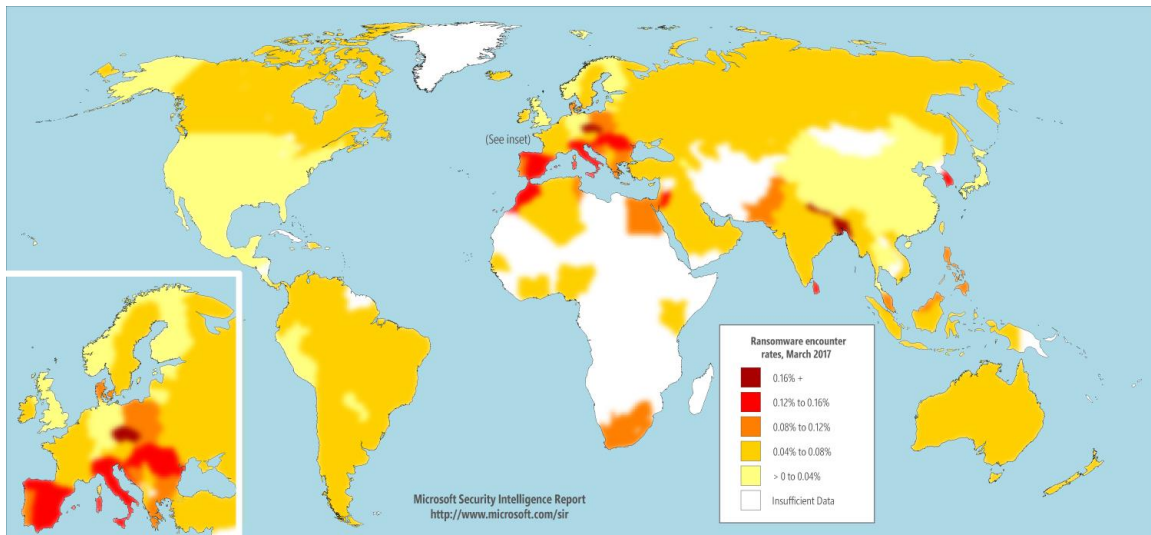 (See inset)
Ransomware encounter
rates, March 2017
0.16% +
0.12% to 0.16%
0.08% to 0.12%
0.04% to 0.08%
> 0 to 0.04%
Insufficient Data
Microsoft Security Intelligence Report
http://www.microsoft.com/sir